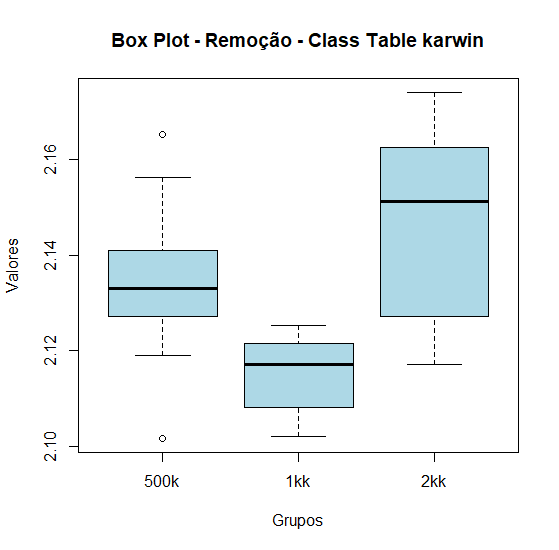 Box Plot - Remoção - Class Table karwin
Valores
2.16
2.14
2.12
2.10
500k
1kk
2kk
Grupos